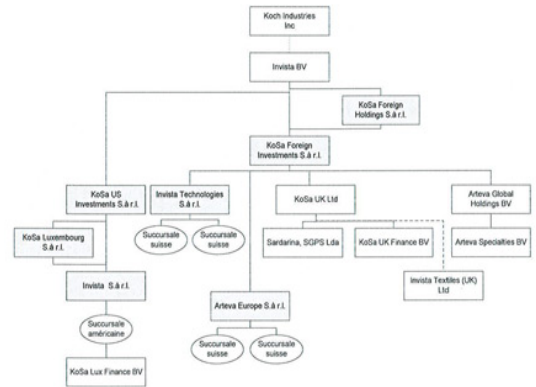 Koch Industries
Inc
Invista BV
KoSa Foreign
Holdings S.à r.l.
KoSa Foreign
Investments S.à r.l.
KoSa US
Investments S.à r.l.
Invista Technologies
S.à r.l.
KoSa UK Ltd
Arteva Global
Holdings BV
KoSa Luxembourg
S.à r.l.
Succursale
suisse
Succursale
suisse
Sardarina, SGPS Lda
KoSa UK Finance BV
Arteva Specialties BV
Invista S.à r.l.
Invista Textiles (UK)
Ltd
Arteva Europe S.à r.l.
Succursale
américaine
Succursale
suisse
Succursale
suisse
KoSa Lux Finance BV